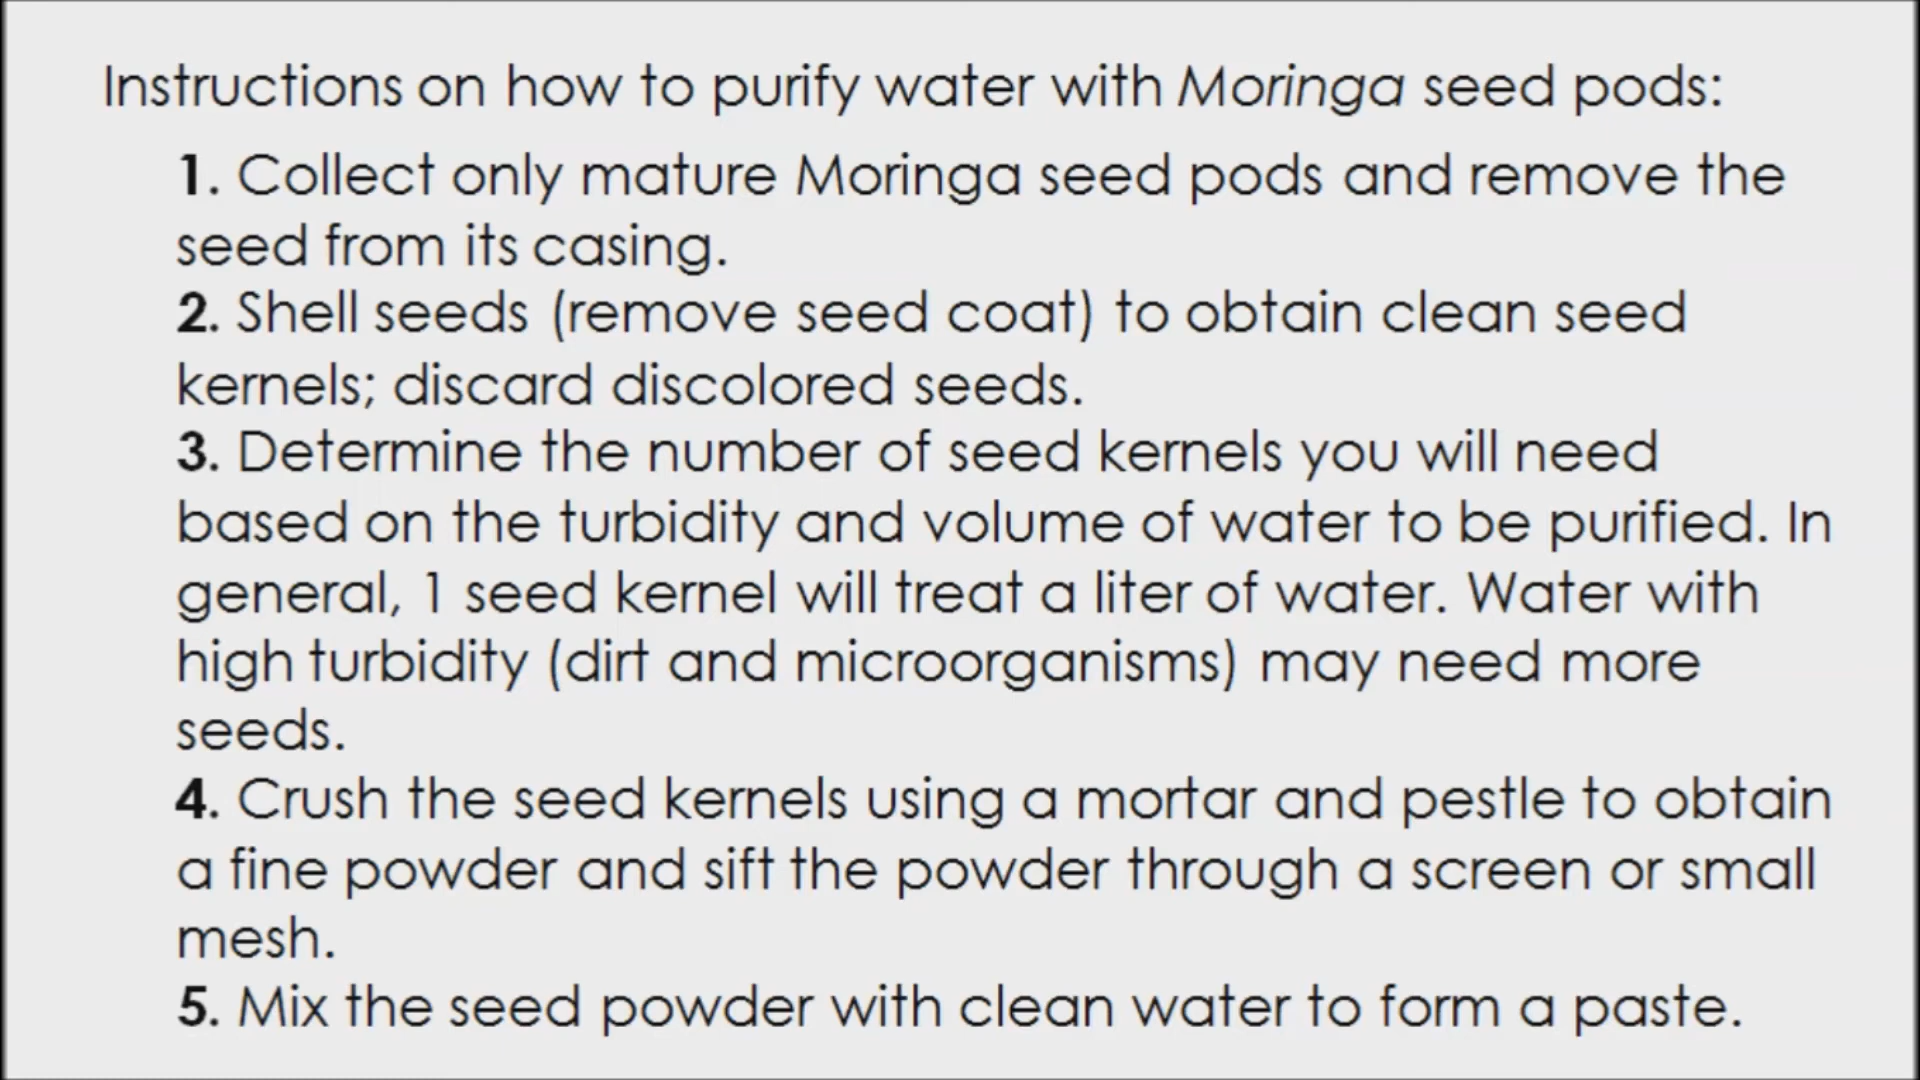 Instructions on how to purify water with Moringa seed pods:
1. Collect only mature Moringa seed pods and remove the
seed from its casing.
2. Shell seeds (remove seed coat) to obtain clean seed
kernels; discard discolored seeds.
3. Determine the number of seed kernels you will need
based on the turbidity and volume of water to be purified. In
general, 1 seed kernel will treat a liter of water. Water with
high turbidity (dirt and microorganisms) may need more
seeds.
4. Crush the seed kernels using a mortar and pestle to obtain
a fine powder and sift the powder through a screen or small
mesh.
5. Mix the seed powder with clean water to form a paste.